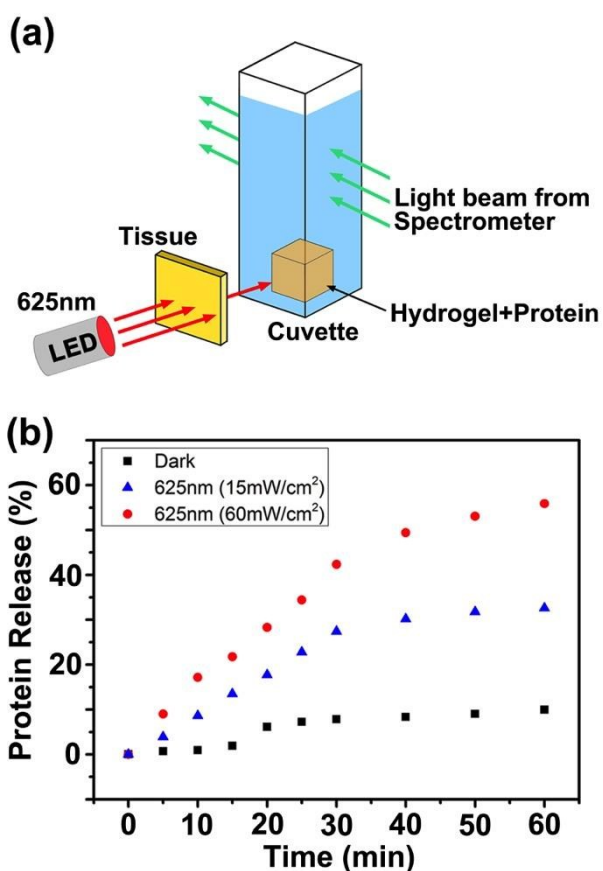 (a)
Tissue
625nm
LED
Light beam from
Spectrometer
Hydrogel+Protein
Cuvette
(b)
Dark
625nm (15mW/cm²)
625nm (60mW/cm²)
Protein Release (%)
60
40
20
0
0 10 20 30 40 50 60
Time (min)